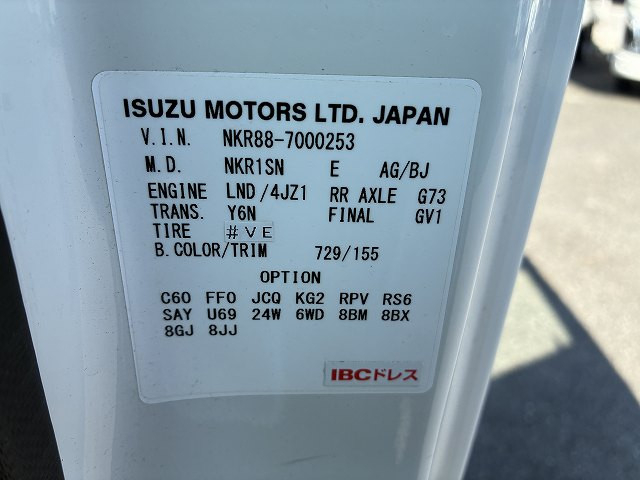 ISUZU MOTORS LTD. JAPAN
V.I.N. NKR88-7000253
M.D. NKR1SN E AG/BJ
ENGINE LND/4JZ1 RR AXLE G73
TRANS. Y6N FINAL GV1
TIRE #VE
B.COLOR/TRIM 729/155
OPTION
C60 FF0 JCQ KG2 RPV RS6
SAY U69 24W 6WD 8BM 8BX
8GJ 8JJ
IBCドレス